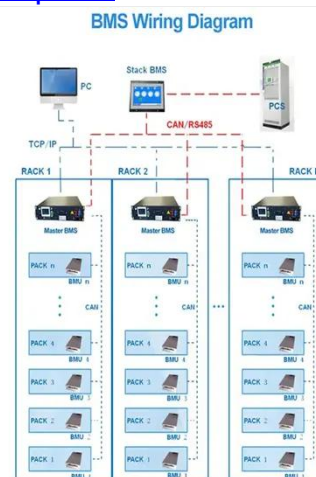 BMS Wiring Diagram
Stack BMS
PC
PCS
CAN/RS485
TCP/IP
RACK 1
RACK 2
RACK
Master BMS
Master BMS
Master BMS
PACK n
BMU n
PACK n
BMU n
PACK n
BMU n
CAN
CAN
CAN
PACK 4
BMU 4
PACK 4
BMU 4
PACK 4
BMU 4
PACK 3
BMU 3
PACK 3
BMU 3
PACK 3
BMU 3
PACK 2
BMU 2
PACK 2
BMU 2
PACK 2
BMU 2
PACK 1
PACK 1
PACK 1